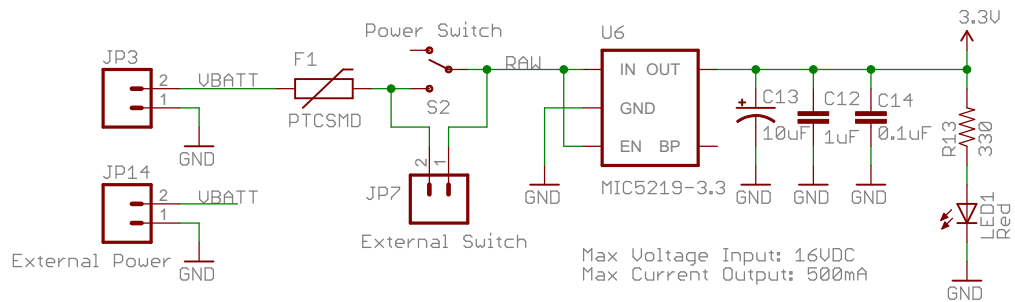 3.3V
Power Switch
U6
JP3
F1
2
VBATT
RAW
IN OUT
1
S2
GND
C13
C12
C14
PTCSMD
10uF
1uF
0.1uF
R13
330
GND
2
1
EN BP
JP14
JP7
GND
MIC5219-3.3
GND
GND
GND
2
VBATT
LED1
Red
1
External Switch
External Power
GND
Max Voltage Input: 16VDC
Max Current Output: 500mA
GND